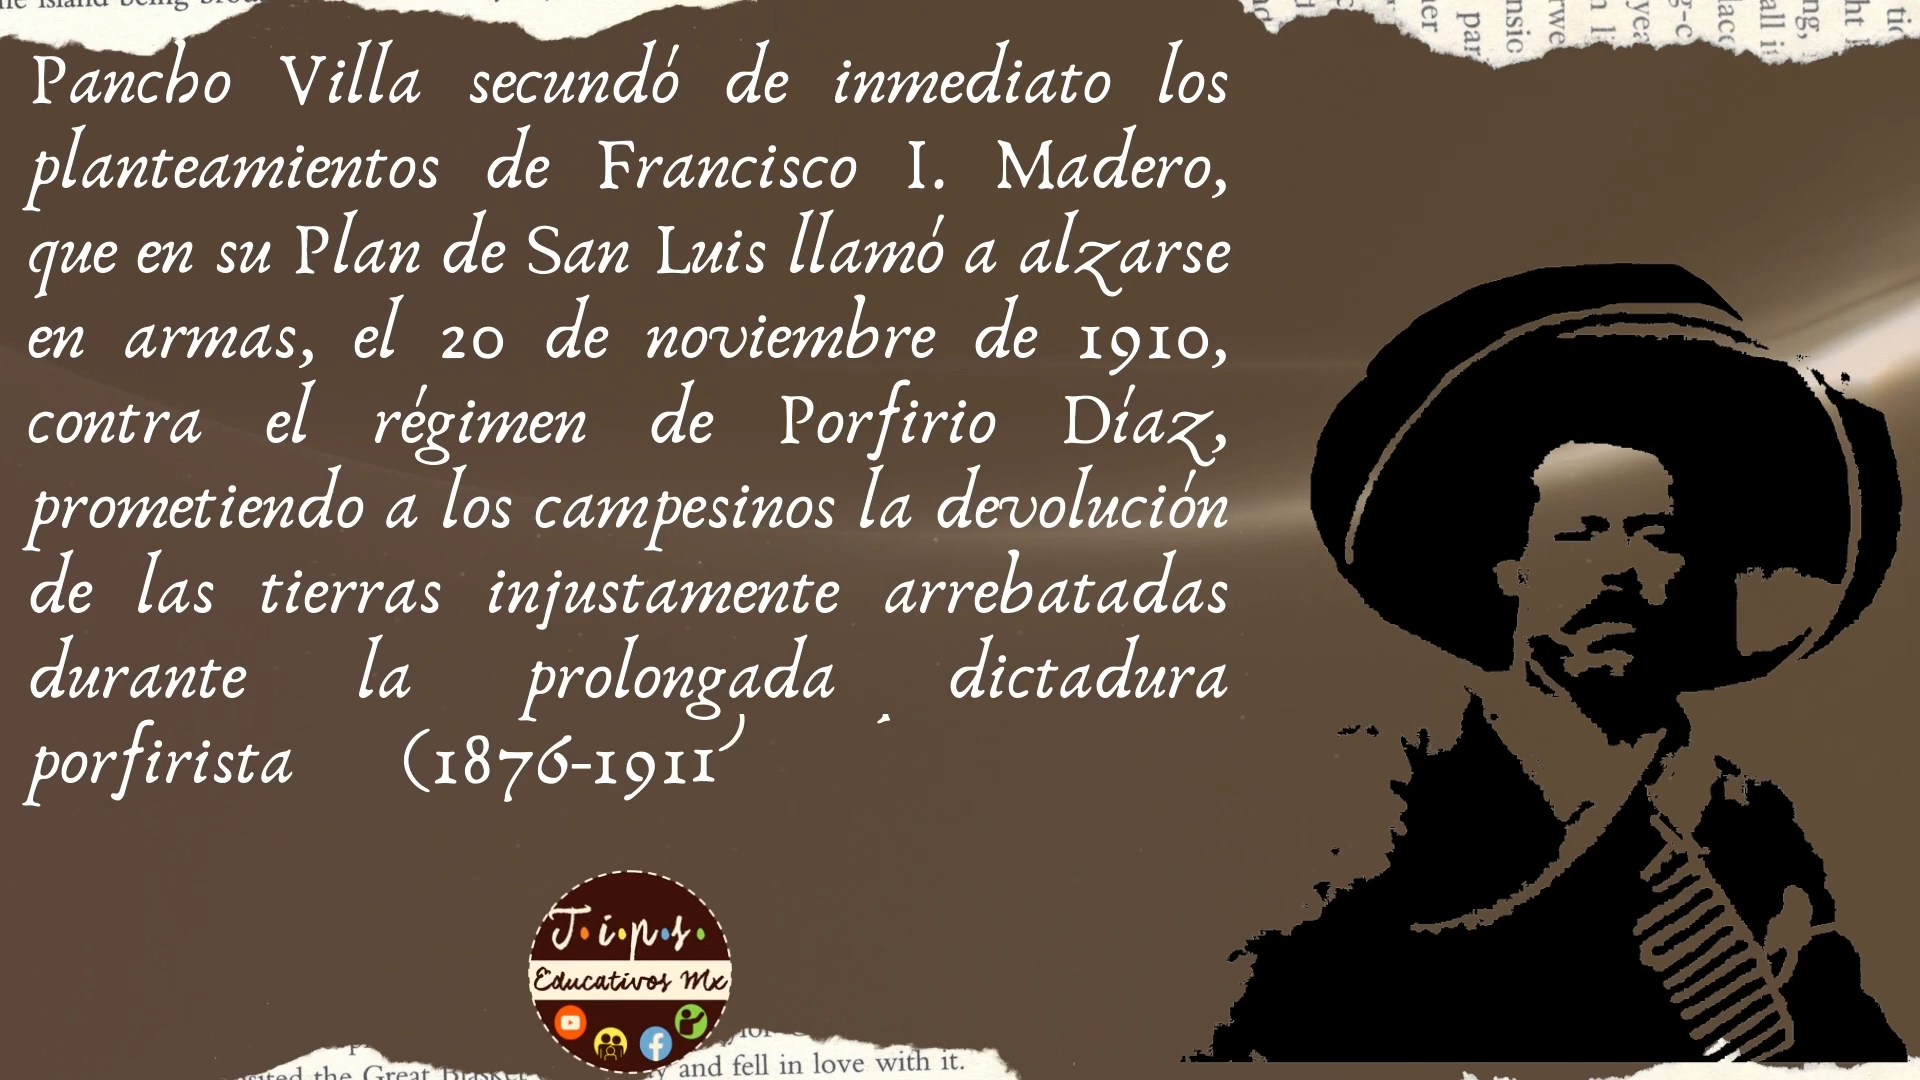 Pancho Villa secundó de inmediato los
planteamientos de Francisco I. Madero,
que en su Plan de San Luis llamó a alzarse
en armas, el 20 de noviembre de 1910,
contra el régimen de Porfirio Díaz,
prometiendo a los campesinos la devolución
de las tierras injustamente arrebatadas
durante la prolongada dictadura
porfirista (1876-1911)
T.i.p.s.
Educativos Mx
and fell in love with it.
the Great